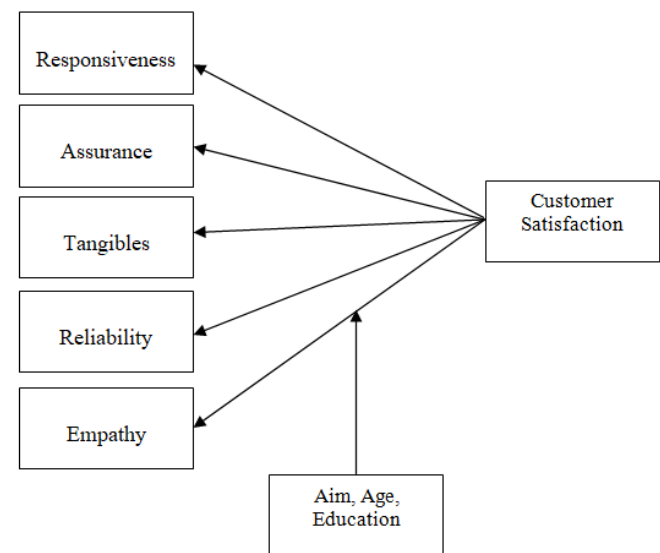 Responsiveness
Assurance
Customer
Satisfaction
Tangibles
Reliability
Empathy
Aim, Age,
Education